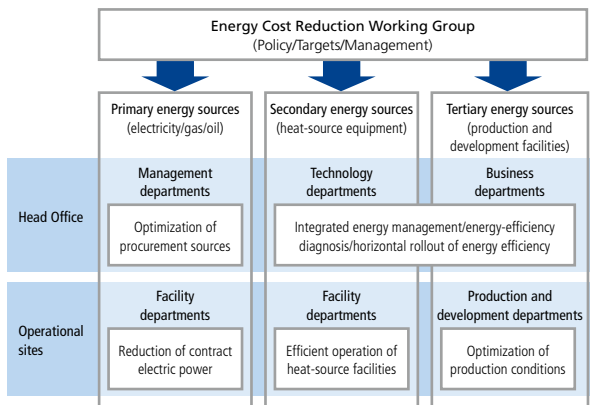 Energy Cost Reduction Working Group
(Policy/Targets/Management)
Primary energy sources
(electricity/gas/oil)
Secondary energy sources
(heat-source equipment)
Tertiary energy sources
(production and
development facilities)
Head Office
Management
departments
Optimization of
procurement sources
Technology
departments
Business
departments
Integrated energy management/energy-efficiency
diagnosis/horizontal rollout of energy efficiency
Operational
sites
Facility
departments
Reduction of contract
electric power
Facility
departments
Efficient operation of
heat-source facilities
Production and
development departments
Optimization of
production conditions